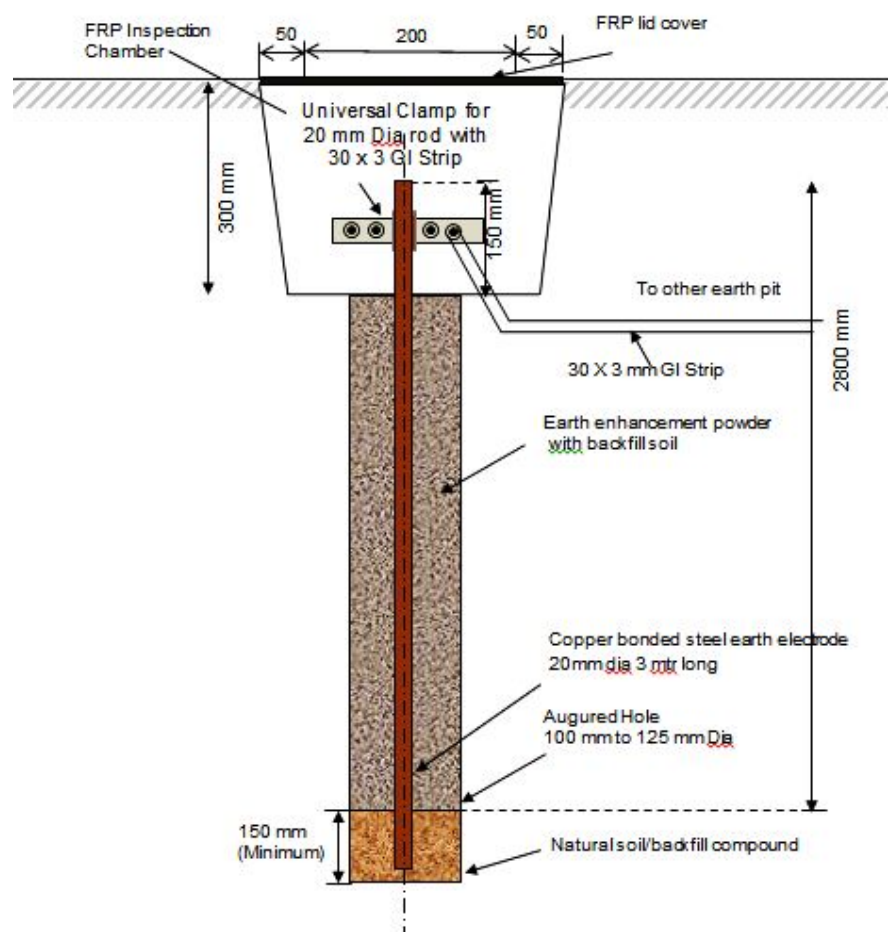 FRP Inspection
Chamber
50
200
50
FRP lid cover
Universal Clamp for
20 mm Dia rod with
30 x 3 GI Strip
300 mm
150 mm
To other earth pit
30 X 3 mm GI Strip
2800 mm
Earth enhancement powder
with backfill soil
Copper bonded steel earth electrode
20mm dia 3 mtr long
Augured Hole
100 mm to 125 mm Dia
150 mm
(Minimum)
Natural soil/backfill compound